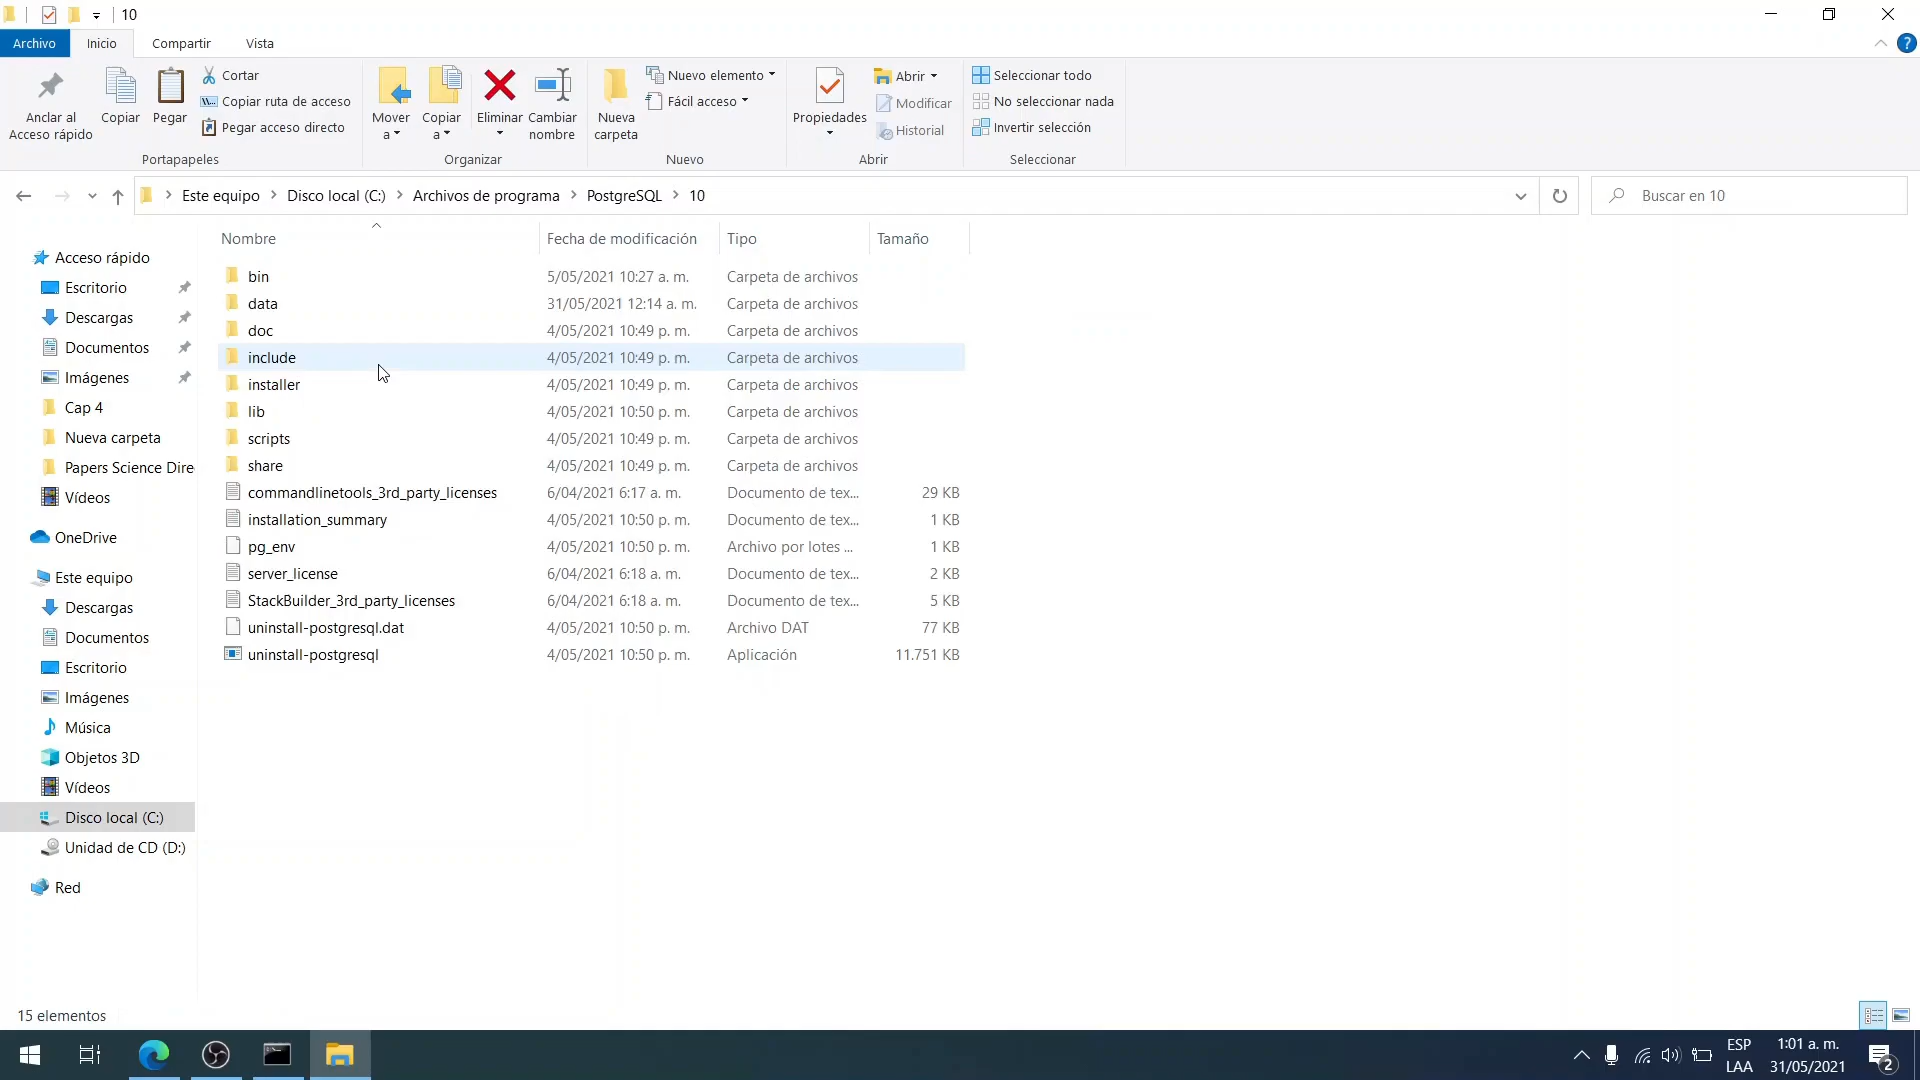 10
Archivo Inicio Compartir Vista
Anclar al
Acceso rápido
Copiar
Pegar
Cortar
Copiar ruta de acceso
Pegar acceso directo
Portapapeles
Mover
a
Copiar
a
Eliminar
Cambiar
nombre
Organizar
Nueva
carpeta
Nuevo elemento
Fácil acceso
Nuevo
Propiedades
Abrir
Modificar
Historial
Abrir
Seleccionar todo
No seleccionar nada
Invertir selección
Seleccionar
Este equipo > Disco local (C:) > Archivos de programa > PostgreSQL > 10
Buscar en 10
Acceso rápido
Escritorio
Descargas
Documentos
Imágenes
Cap 4
Nueva carpeta
Papers Science Dire
Vídeos
OneDrive
Este equipo
Descargas
Documentos
Escritorio
Imágenes
Música
Objetos 3D
Vídeos
Disco local (C:)
Unidad de CD (D:)
Red
Nombre Fecha de modificación Tipo Tamaño
bin 5/05/2021 10:27 a. m. Carpeta de archivos
data 31/05/2021 12:14 a. m. Carpeta de archivos
doc 4/05/2021 10:49 p. m. Carpeta de archivos
include 4/05/2021 10:49 p. m. Carpeta de archivos
installer 4/05/2021 10:49 p. m. Carpeta de archivos
lib 4/05/2021 10:50 p. m. Carpeta de archivos
scripts 4/05/2021 10:49 p. m. Carpeta de archivos
share 4/05/2021 10:49 p. m. Carpeta de archivos
commandlinetools_3rd_party_licenses 6/04/2021 6:17 a. m. Documento de tex... 29 KB
installation_summary 4/05/2021 10:50 p. m. Documento de tex... 1 KB
pg_env 4/05/2021 10:50 p. m. Archivo por lotes ... 1 KB
server_license 6/04/2021 6:18 a. m. Documento de tex... 2 KB
StackBuilder_3rd_party_licenses 6/04/2021 6:18 a. m. Documento de tex... 5 KB
uninstall-postgresql.dat 4/05/2021 10:50 p. m. Archivo DAT 77 KB
uninstall-postgresql 4/05/2021 10:50 p. m. Aplicación 11.751 KB
15 elementos
ESP
LAA
1:01 a. m.
31/05/2021
2